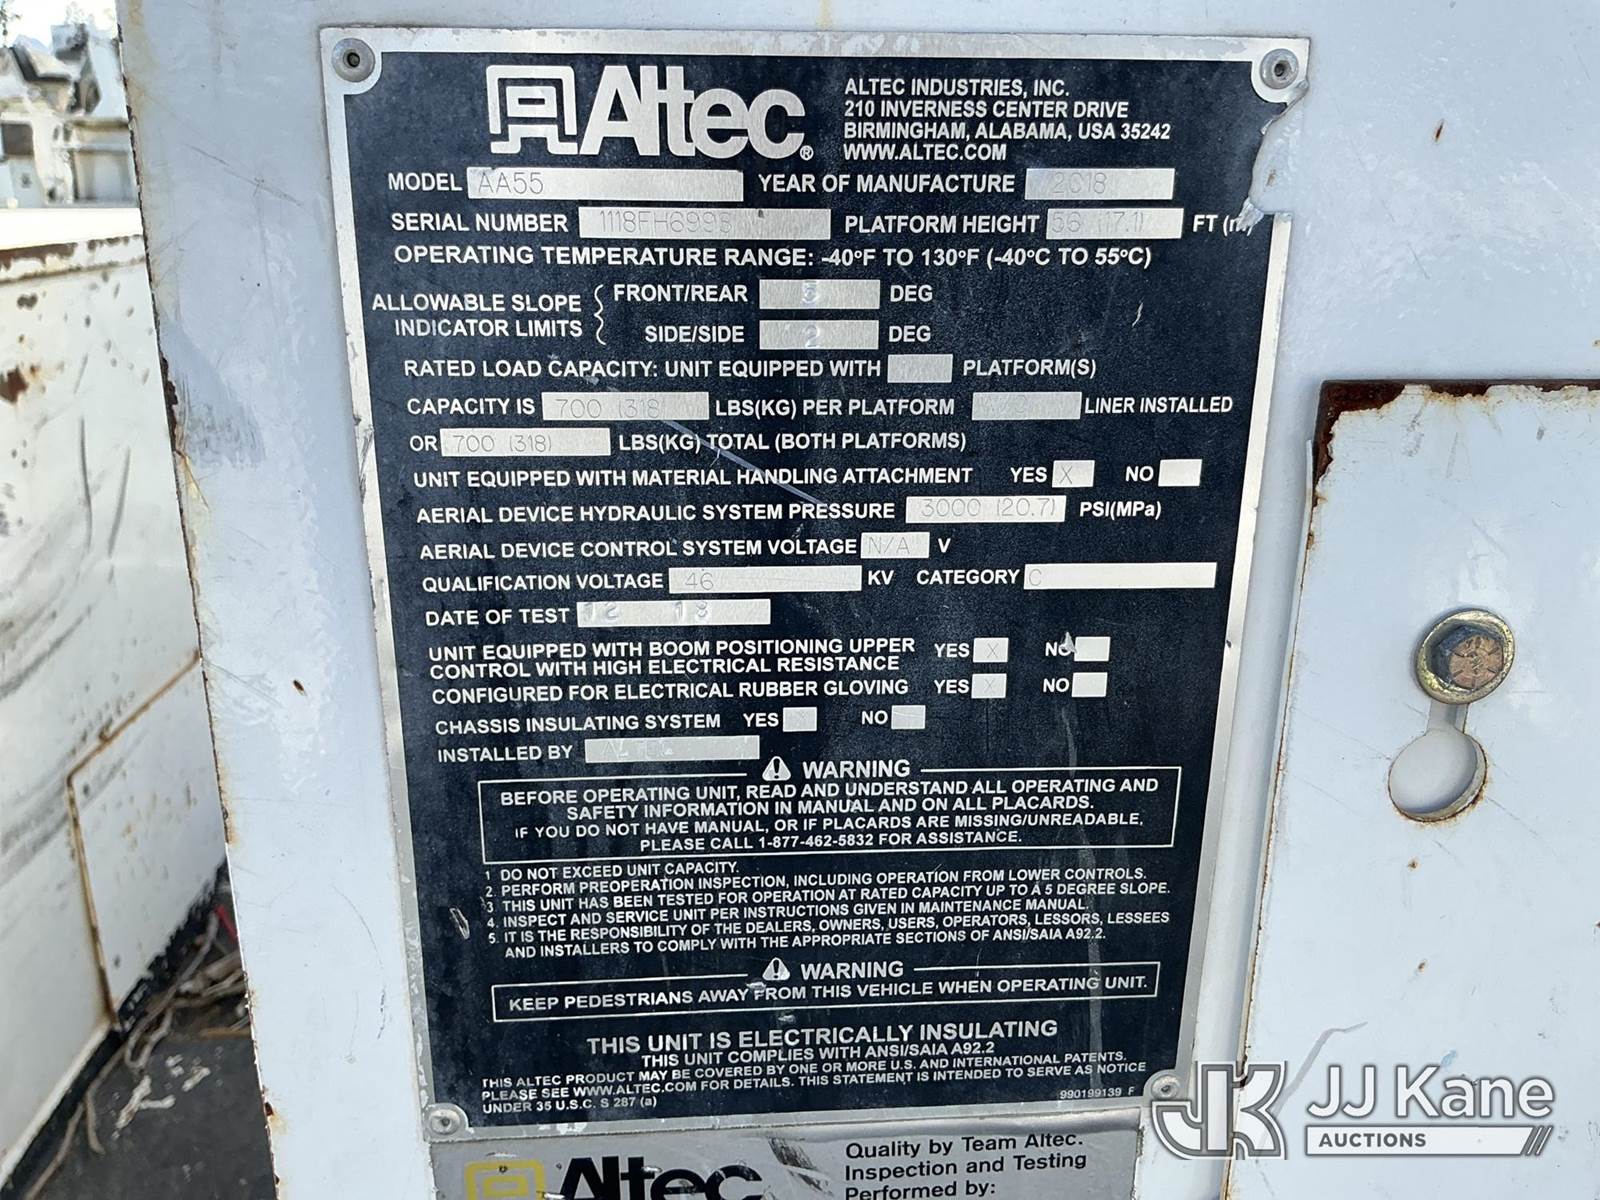 Altec®
ALTEC INDUSTRIES, INC.
210 INVERNESS CENTER DRIVE
BIRMINGHAM, ALABAMA, USA 35242
WWW.ALTEC.COM
MODEL AA55 YEAR OF MANUFACTURE 2018
SERIAL NUMBER PLATFORM HEIGHT 56 (17.1) FT
OPERATING TEMPERATURE RANGE: -40ºF TO 130ºF (-40ºC TO 55ºC)
ALLOWABLE SLOPE INDICATOR LIMITS
FRONT/REAR 5 DEG
SIDE/SIDE 2 DEG
RATED LOAD CAPACITY: UNIT EQUIPPED WITH PLATFORM(S)
CAPACITY IS 700 (318) LBS(KG) PER PLATFORM LINER INSTALLED
OR 700 (318) LBS(KG) TOTAL (BOTH PLATFORMS)
UNIT EQUIPPED WITH MATERIAL HANDLING ATTACHMENT YES X NO
AERIAL DEVICE HYDRAULIC SYSTEM PRESSURE 3000 (20.7) PSI(MPa)
AERIAL DEVICE CONTROL SYSTEM VOLTAGE N/A V
QUALIFICATION VOLTAGE 46 KV CATEGORY C
DATE OF TEST 12 18
UNIT EQUIPPED WITH BOOM POSITIONING UPPER
CONTROL WITH HIGH ELECTRICAL RESISTANCE YES X NO
CONFIGURED FOR ELECTRICAL RUBBER GLOVING YES X NO
CHASSIS INSULATING SYSTEM YES NO
INSTALLED BY ALTEC
WARNING
BEFORE OPERATING UNIT, READ AND UNDERSTAND ALL OPERATING AND
SAFETY INFORMATION IN MANUAL AND ON ALL PLACARDS.
IF YOU DO NOT HAVE MANUAL, OR IF PLACARDS ARE MISSING/UNREADABLE,
PLEASE CALL 1-877-462-5832 FOR ASSISTANCE.
1 DO NOT EXCEED UNIT CAPACITY.
2. PERFORM PREOPERATION INSPECTION, INCLUDING OPERATION FROM LOWER CONTROLS.
3. THIS UNIT HAS BEEN TESTED FOR OPERATION AT RATED CAPACITY UP TO A 5 DEGREE SLOPE.
4. INSPECT AND SERVICE UNIT PER INSTRUCTIONS GIVEN IN MAINTENANCE MANUAL.
5. IT IS THE RESPONSIBILITY OF THE DEALERS, OWNERS, USERS, OPERATORS, LESSORS, LESSEES
AND INSTALLERS TO COMPLY WITH THE APPROPRIATE SECTIONS OF ANSI/SAIA A92.2.
WARNING
KEEP PEDESTRIANS AWAY FROM THIS VEHICLE WHEN OPERATING UNIT.
THIS UNIT IS ELECTRICALLY INSULATING
THIS UNIT COMPLIES WITH ANSI/SAIA A92.2
THIS ALTEC PRODUCT MAY BE COVERED BY ONE OR MORE U.S. AND INTERNATIONAL PATENTS.
PLEASE SEE WWW.ALTEC.COM FOR DETAILS. THIS STATEMENT IS INTENDED TO SERVE AS NOTICE
UNDER 35 U.S.C. S 287 (a)
990199139 F
Altec
Quality by Team Altec.
Inspection and Testing
Performed by:
JK JJ Kane
AUCTIONS